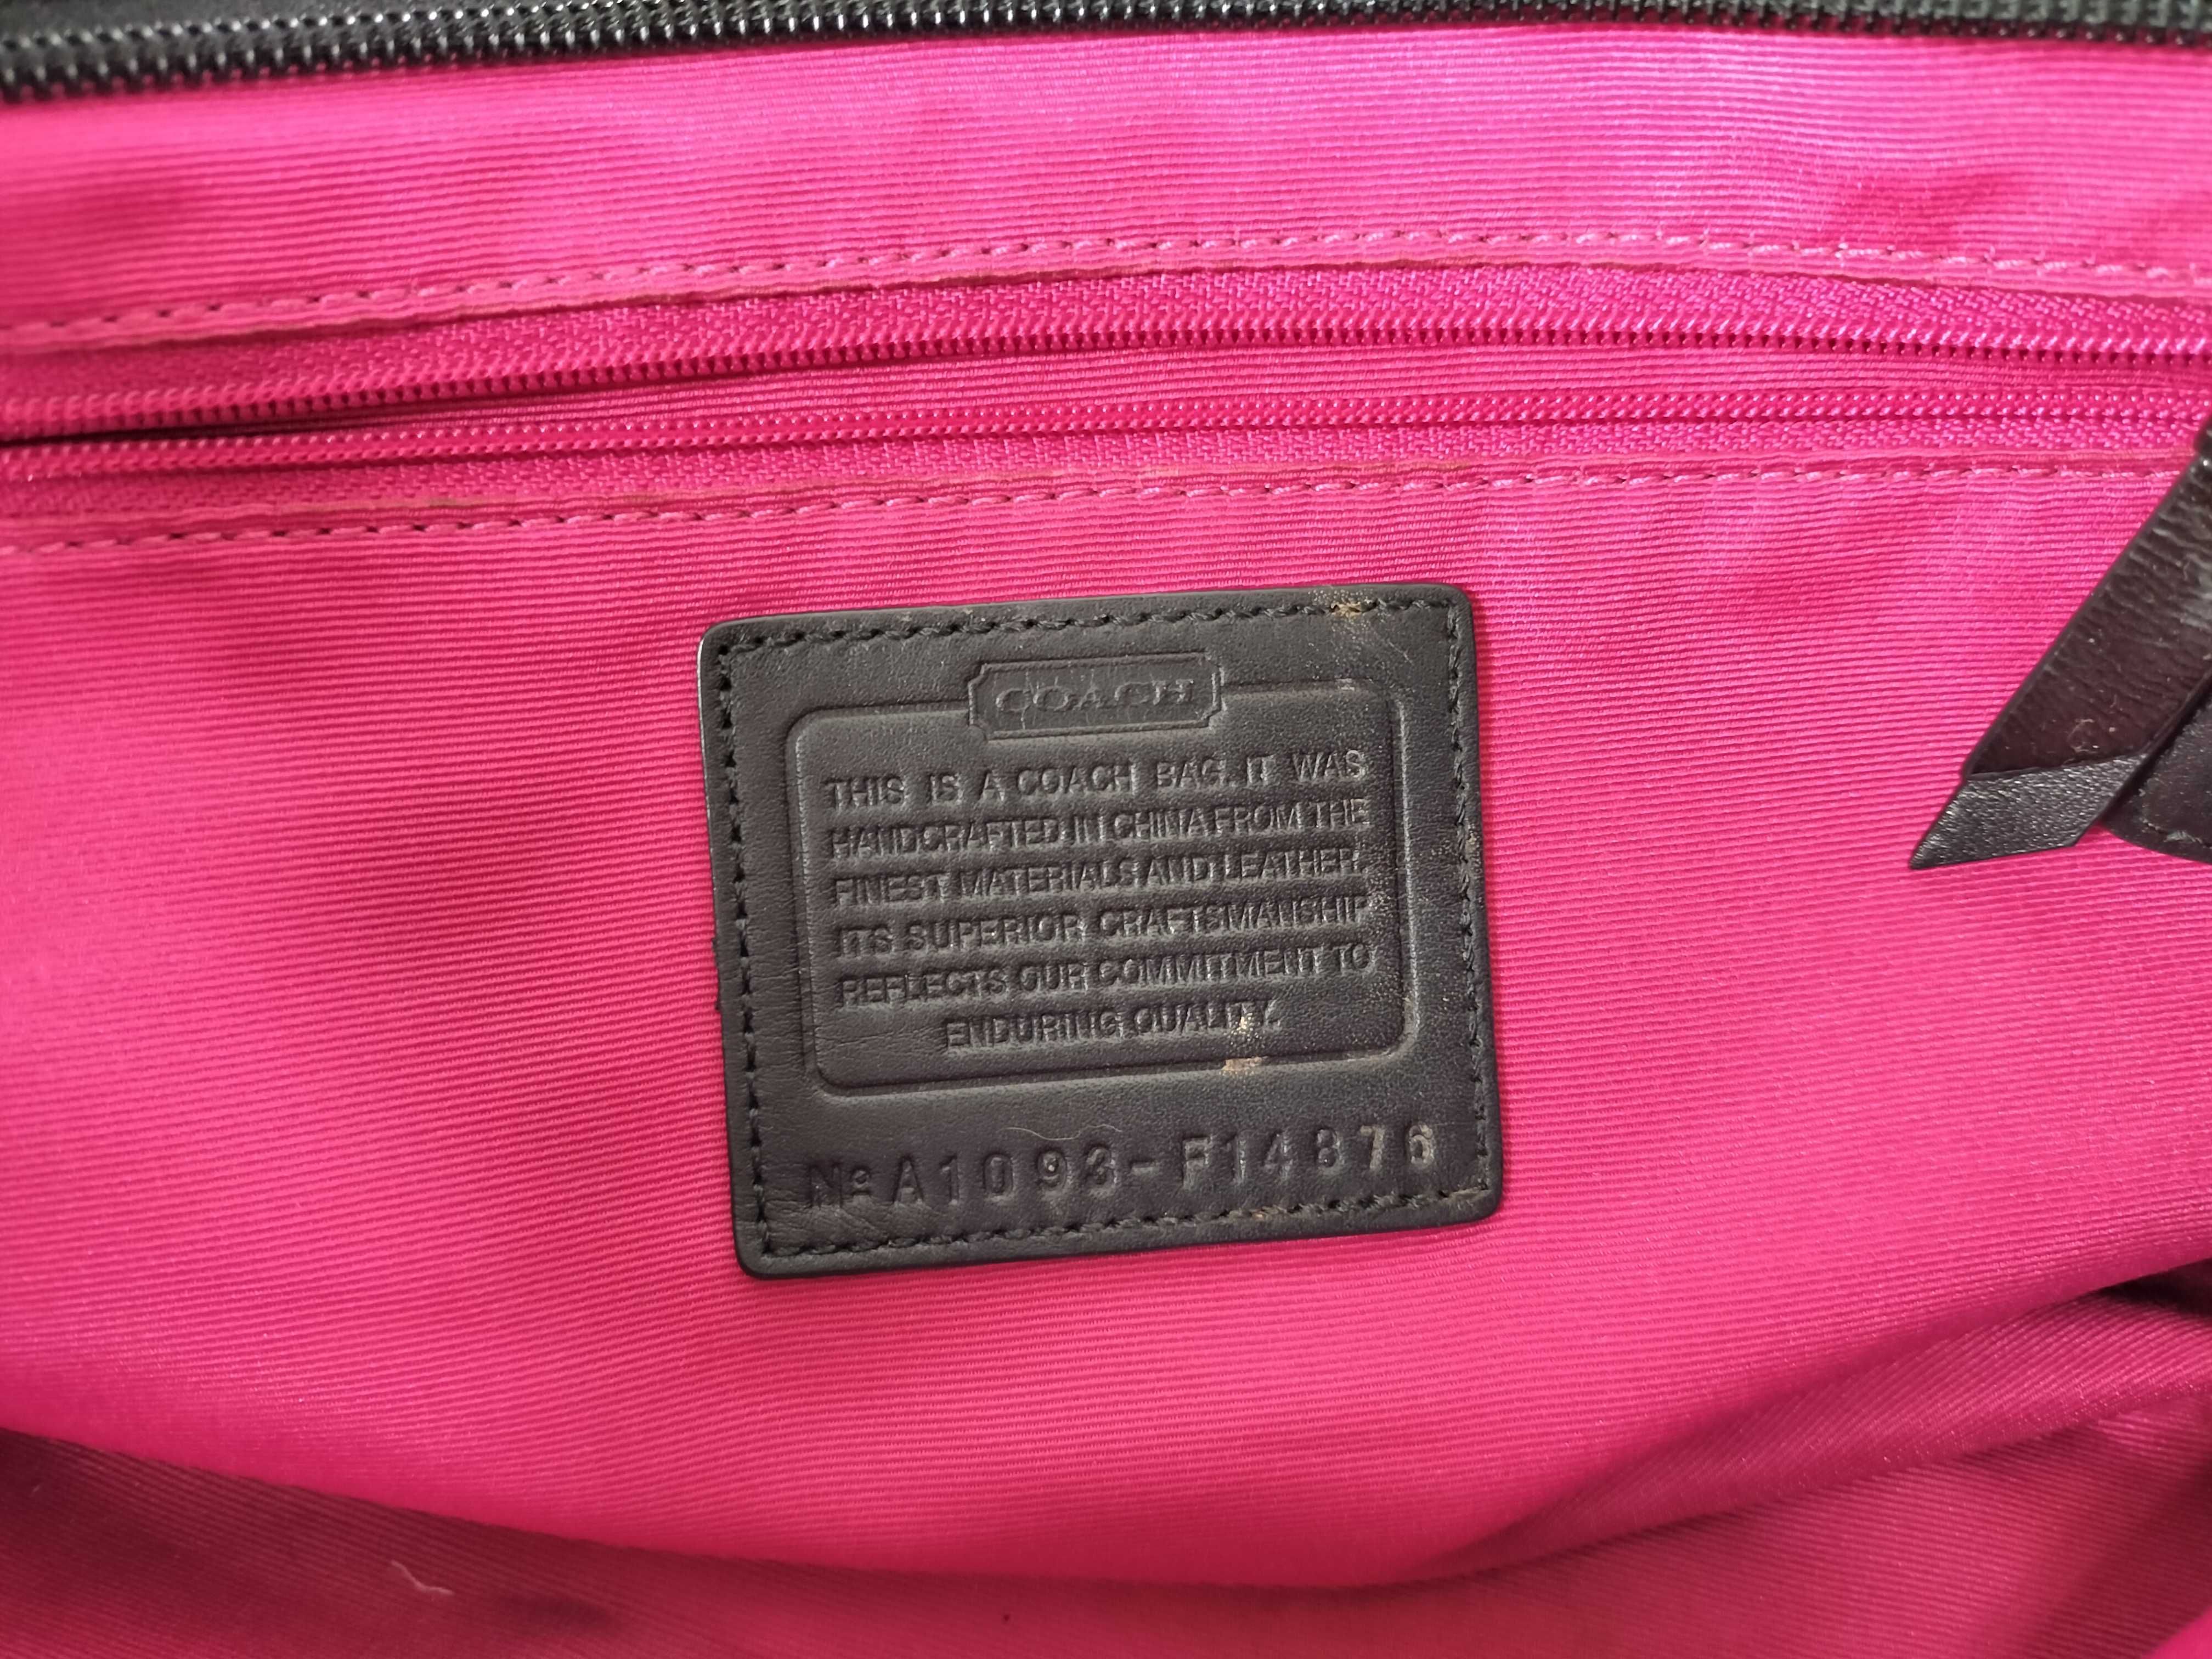 COACH
THIS IS A COACH BAG. IT WAS
HANDCRAFTED IN CHINA FROM THE
FINEST MATERIALS AND LEATHER.
ITS SUPERIOR CRAFTSMANSHIP
REFLECTS OUR COMMITMENT TO
ENDURING QUALITY.
Nº A1093-F14876